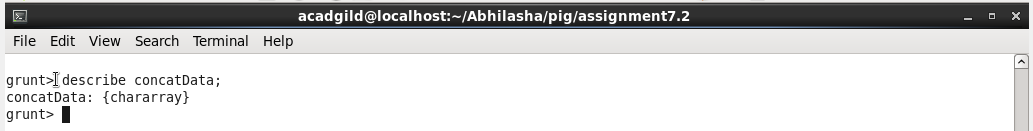 acadgild@localhost:~/Abhilasha/pig/assignment7.2
File Edit View Search Terminal Help
grunt> describe concatData;
concatData: {chararray}
grunt>